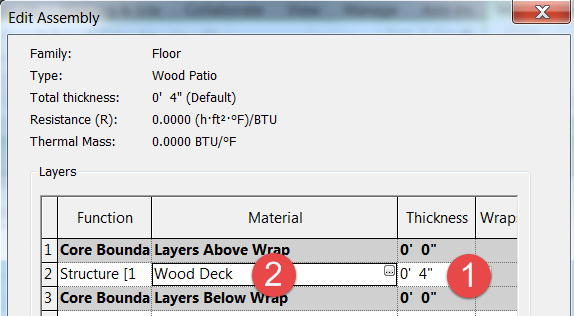 Edit Assembly
Family: Floor
Type: Wood Patio
Total thickness: 0' 4" (Default)
Resistance (R): 0.0000 (h·ft²·°F)/BTU
Thermal Mass: 0.0000 BTU/°F
Layers
Function Material Thickness Wraps
1 Core Bounda Layers Above Wrap 0' 0"
2 Structure [1 Wood Deck 2 ... 0' 4" 1
3 Core Bounda Layers Below Wrap 0' 0"